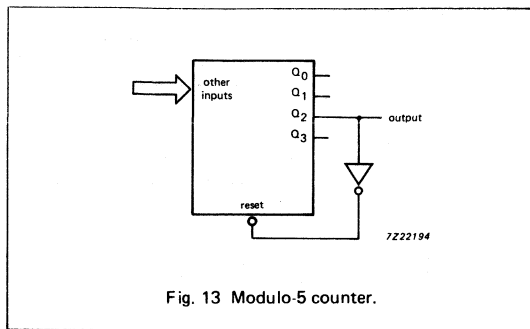 other
inputs
Q0
Q1
Q2
Q3
output
reset
7Z22194
Fig. 13 Modulo-5 counter.